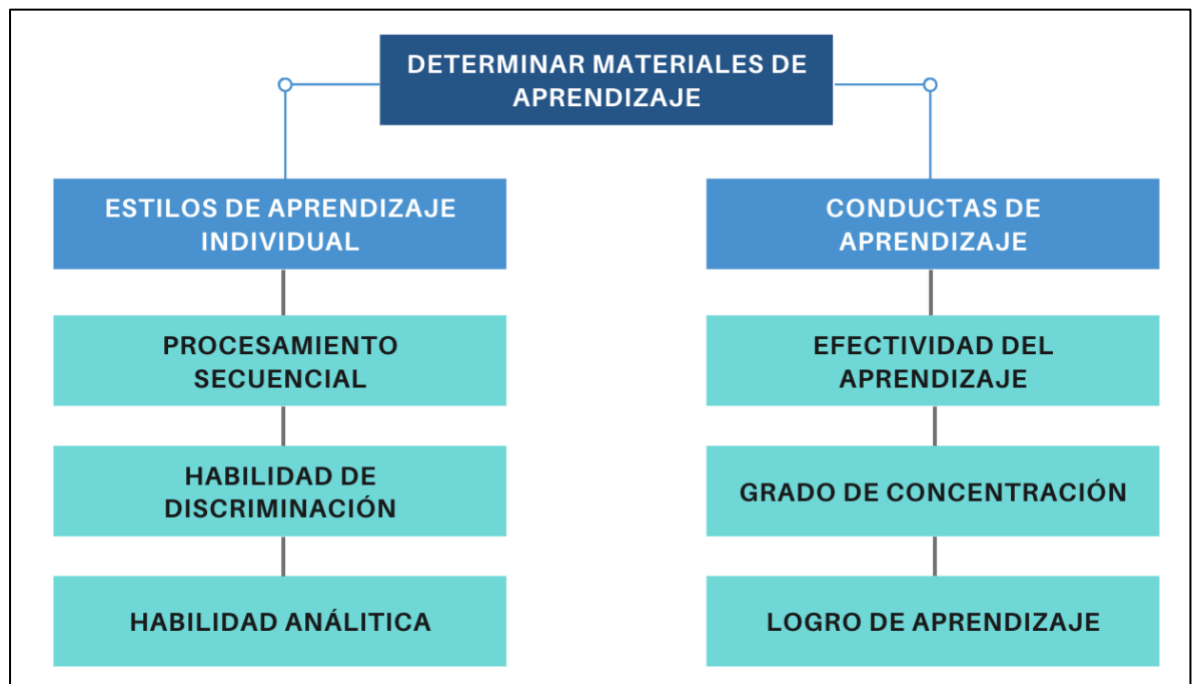 DETERMINAR MATERIALES DE
APRENDIZAJE
ESTILOS DE APRENDIZAJE
INDIVIDUAL
PROCESAMIENTO
SECUENCIAL
HABILIDAD DE
DISCRIMINACIÓN
HABILIDAD ANÁLITICA
CONDUCTAS DE
APRENDIZAJE
EFECTIVIDAD DEL
APRENDIZAJE
GRADO DE CONCENTRACIÓN
LOGRO DE APRENDIZAJE